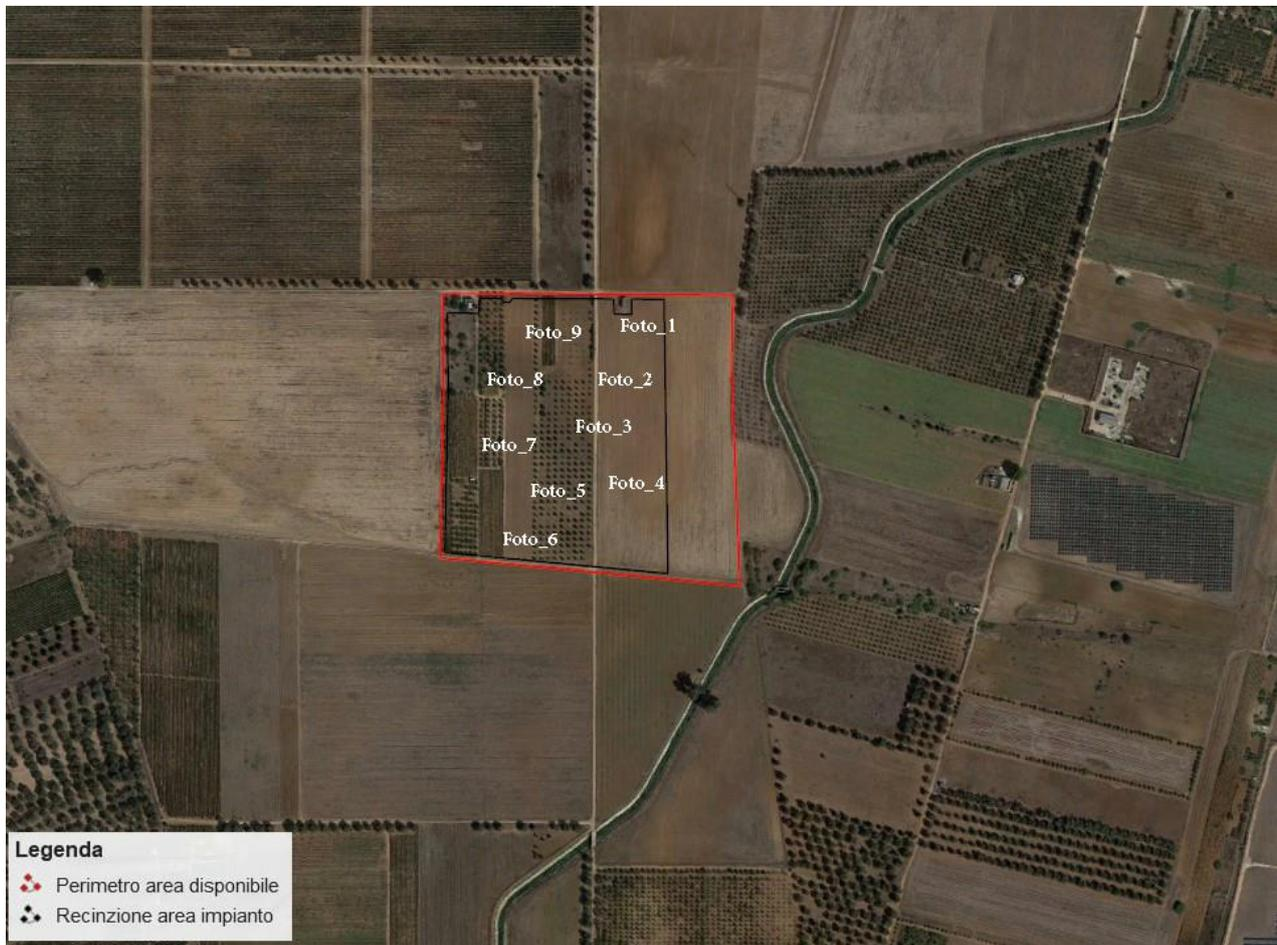 Foto_1
Foto_9
Foto_2
Foto_8
Foto_3
Foto_7
Foto_4
Foto_5
Foto_6
Legenda
Perimetro area disponibile
Recinzione area impianto